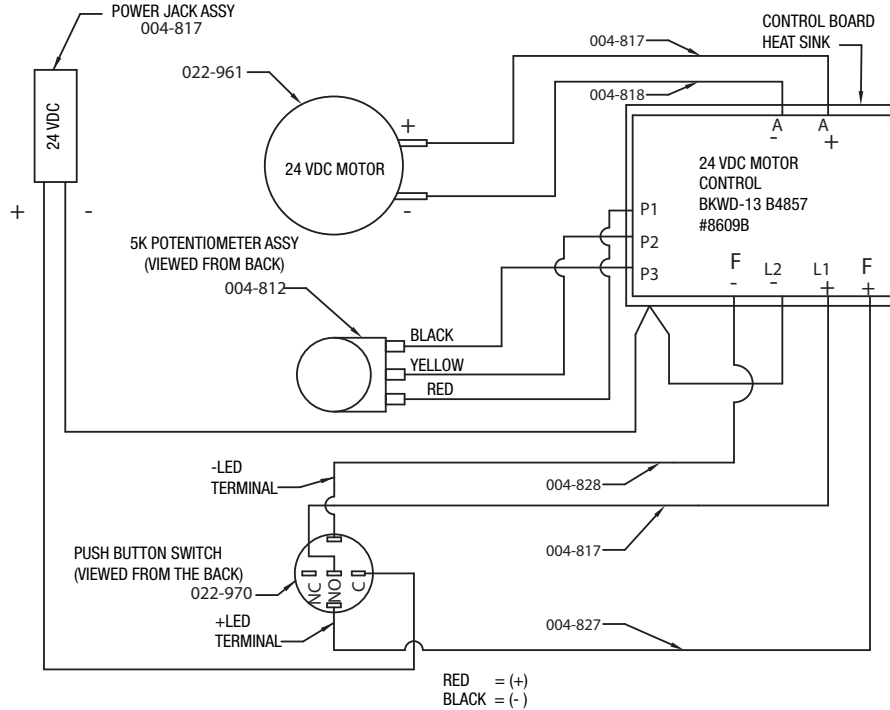 POWER JACK ASSY
004-817
24 VDC
+
-
022-961
24 VDC MOTOR
+
-
004-817
004-818
CONTROL BOARD
HEAT SINK
A
-
A
+
24 VDC MOTOR
CONTROL
BKWD-13 B4857
#8609B
P1
P2
P3
F
-
L2
-
L1
+
F
+
5K POTENTIOMETER ASSY
(VIEWED FROM BACK)
004-812
BLACK
YELLOW
RED
-LED
TERMINAL
004-828
004-817
PUSH BUTTON SWITCH
(VIEWED FROM THE BACK)
022-970
NC
NO
C
+LED
TERMINAL
004-827
RED = (+)
BLACK = (-)